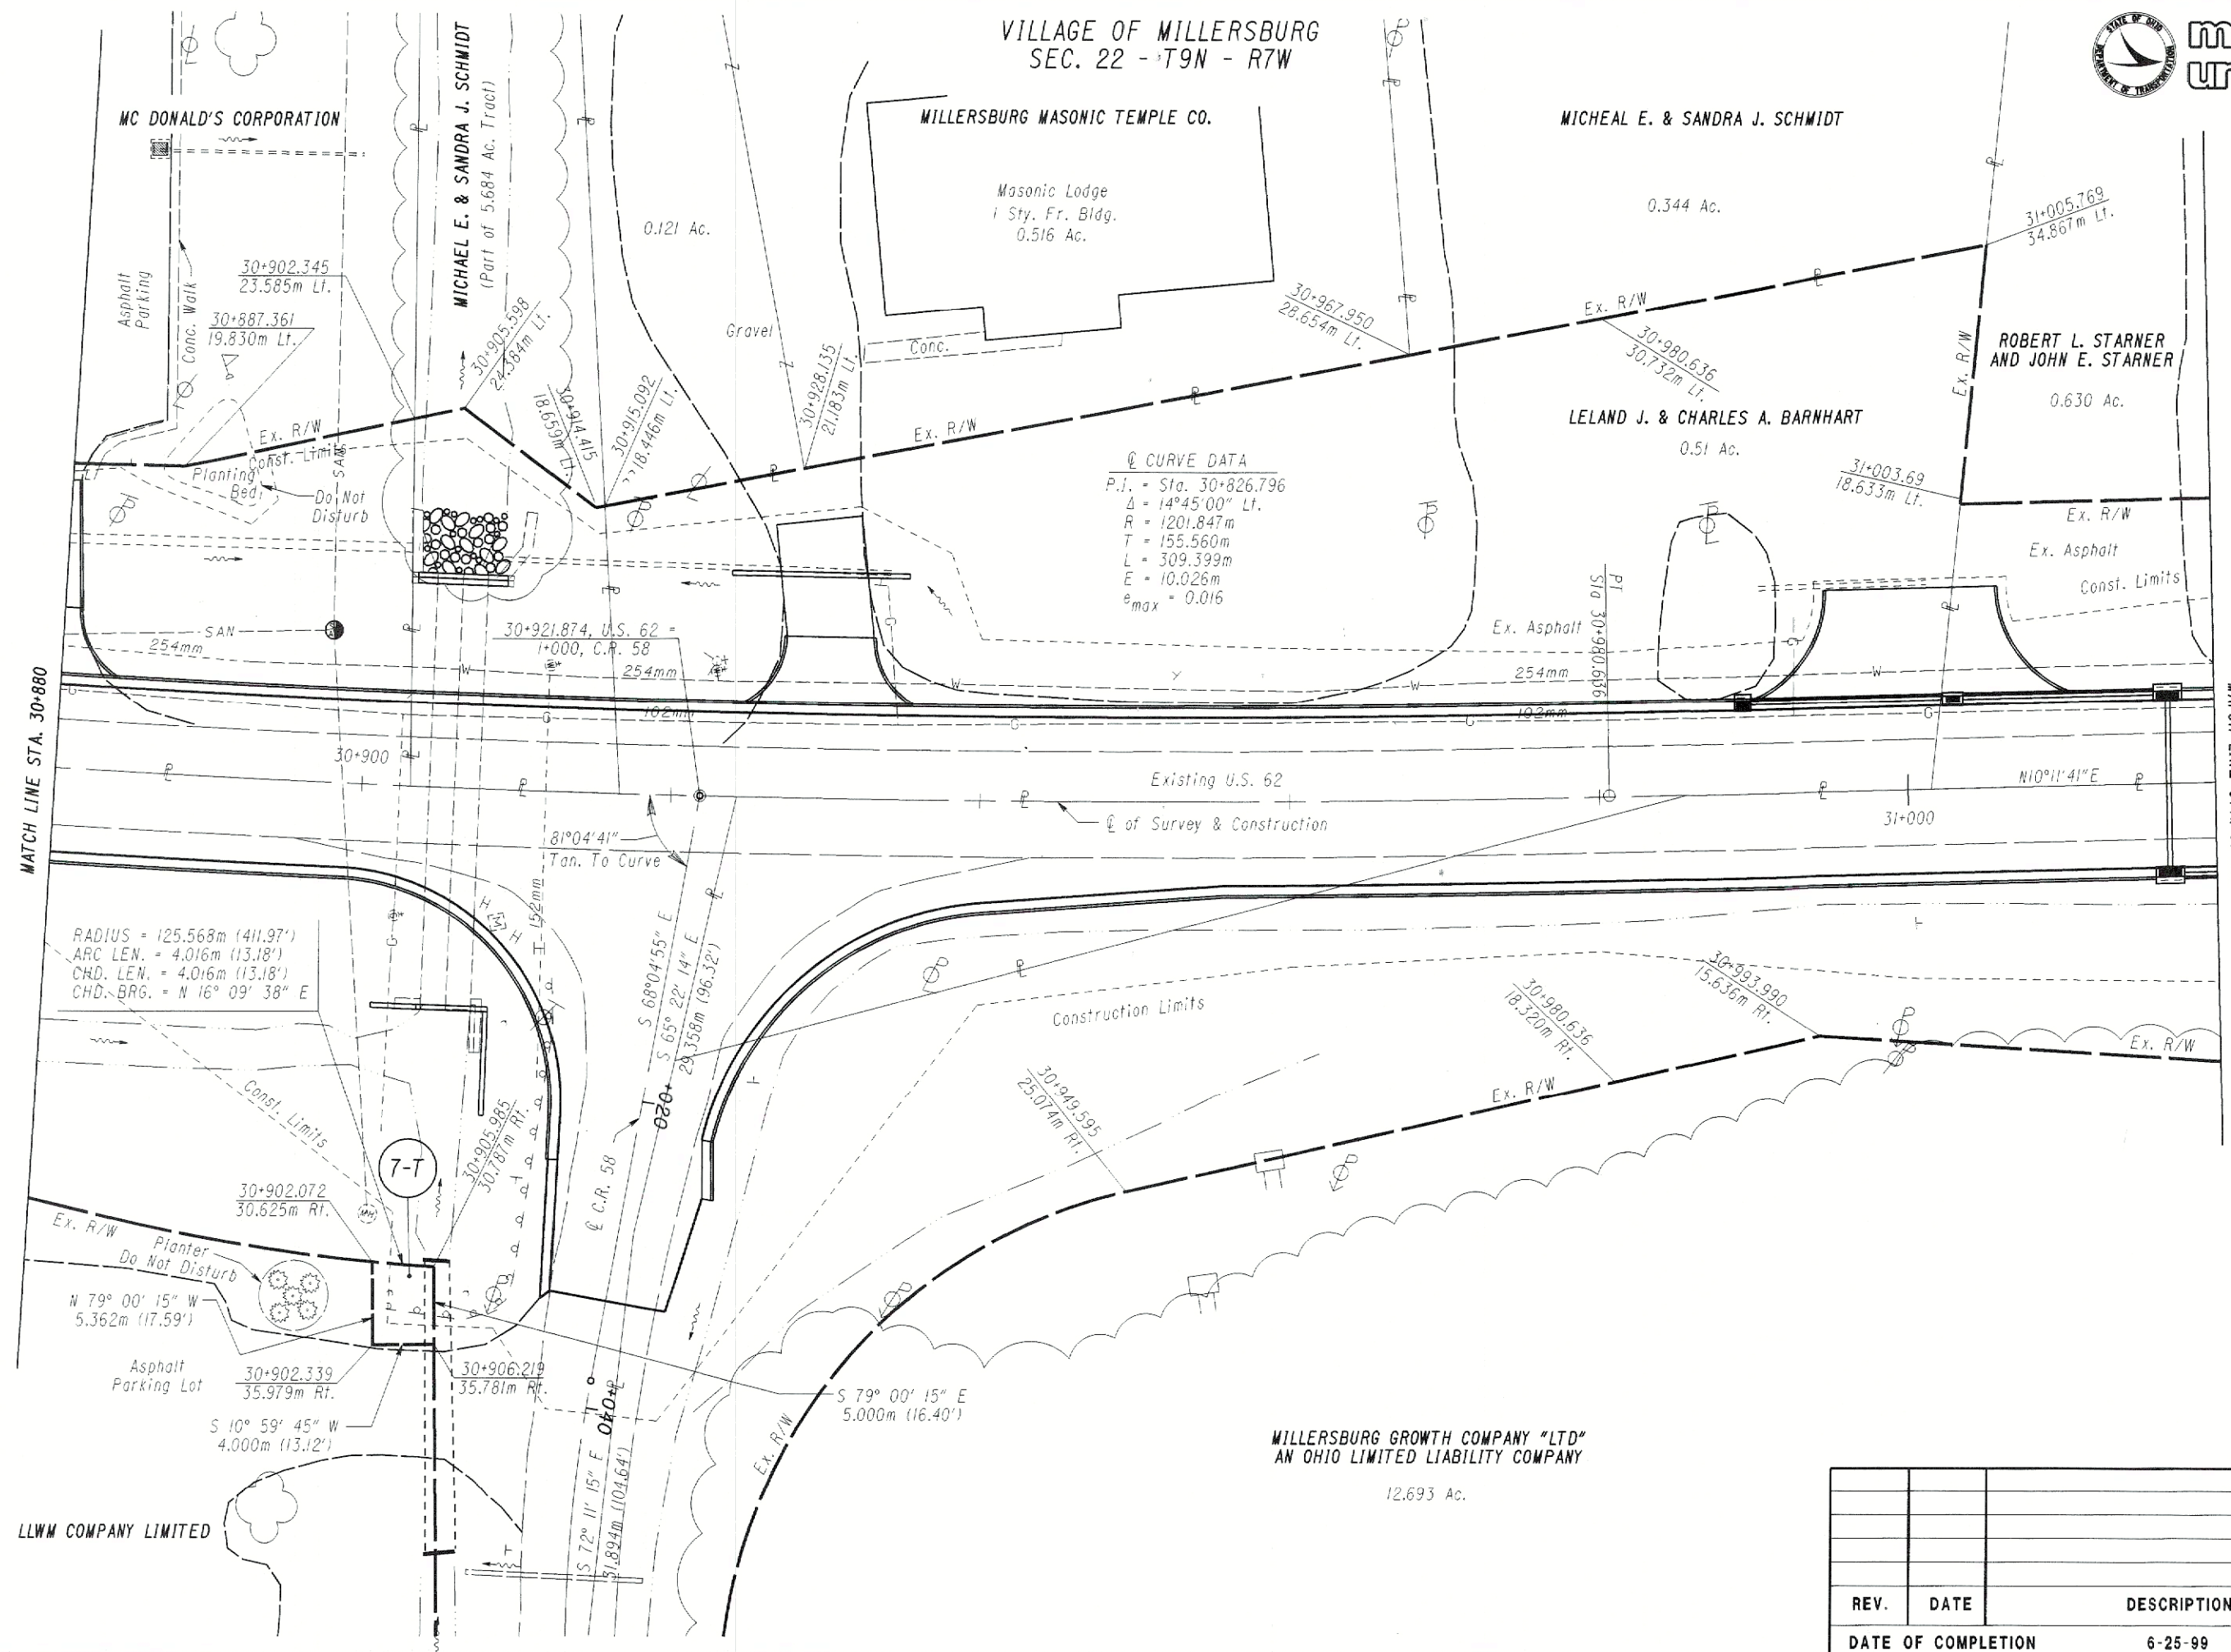 VILLAGE OF MILLERSBURG
SEC. 22 - T9N - R7W
STATE OF OHIO
DEPARTMENT OF TRANSPORTATION
MC DONALD'S CORPORATION
MICHAEL E. & SANDRA J. SCHMIDT
(Part of 5.684 Ac. Tract)
MILLERSBURG MASONIC TEMPLE CO.
MICHEAL E. & SANDRA J. SCHMIDT
Masonic Lodge
1 Sty. Fr. Bldg.
0.516 Ac.
0.121 Ac.
0.344 Ac.
31+005.769
34.867m Lt.
Asphalt
Parking
Conc. Walk
30+902.345
23.585m Lt.
30+887.361
19.830m Lt.
30+905.598
24.384m Lt.
30+914.415
18.659m Lt.
30+915.092
18.446m Lt.
Gravel
30+928.135
21.183m Lt.
Conc.
30+967.950
28.654m Lt.
Ex. R/W
30+980.636
30.732m Lt.
Ex. R/W
ROBERT L. STARNER
AND JOHN E. STARNER
0.630 Ac.
LELAND J. & CHARLES A. BARNHART
0.51 Ac.
31+003.69
18.633m Lt.
Ex. R/W
Ex. R/W
Const. Limits
SAN
Planting
Bed
Do Not
Disturb
Ex. R/W
℄ CURVE DATA
P.I. = Sta. 30+826.796
Δ = 14°45'00" Lt.
R = 1201.847m
T = 155.560m
L = 309.399m
E = 10.026m
emax = 0.016
Ex. Asphalt
Const. Limits
PT
Sta 30+980.636
Ex. Asphalt
SAN
254mm
30+921.874, U.S. 62 =
1+000, C.R. 58
254mm
254mm
W
W
W
W
102mm
102mm
G
G
G
G
G
MATCH LINE STA. 30+880
30+900
Existing U.S. 62
℄ of Survey & Construction
N10°11'41"E
31+000
81°04'41"
Tan. To Curve
152mm
RADIUS = 125.568m (411.97')
ARC LEN. = 4.016m (13.18')
CHD. LEN. = 4.016m (13.18')
CHD. BRG. = N 16° 09' 38" E
S 68°04'55" E
S 65° 22' 14" E
29.358m (96.32')
Construction Limits
30+980.636
18.320m Rt.
30+993.990
15.636m Rt.
Ex. R/W
Ex. R/W
30+949.595
25.074m Rt.
Const. Limits
7-T
30+905.985
30.787m Rt.
+020
℄ C.R. 58
30+902.072
30.625m Rt.
MH
Ex. R/W
Planter
Do Not Disturb
N 79° 00' 15" W
5.362m (17.59')
Asphalt
Parking Lot
30+902.339
35.979m Rt.
30+906.219
35.781m Rt.
S 79° 00' 15" E
5.000m (16.40')
S 10° 59' 45" W
4.000m (13.12')
+040
S 72° 11' 15" E
31.894m (104.64')
Ex. R/W
MILLERSBURG GROWTH COMPANY "LTD"
AN OHIO LIMITED LIABILITY COMPANY
12.693 Ac.
LLWM COMPANY LIMITED
REV. DATE DESCRIPTION
DATE OF COMPLETION 6-25-99